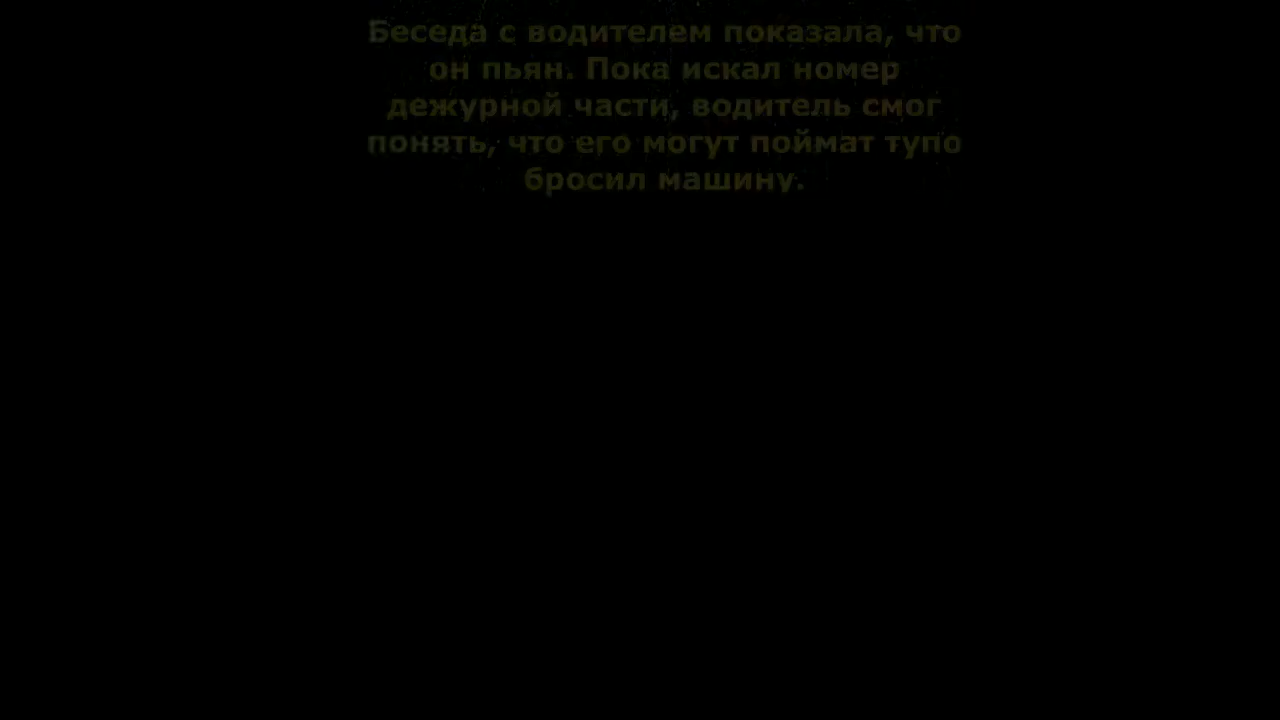 Беседа с водителем показала, что
он пьян. Пока искал номер
дежурной части, водитель смог
понять, что его могут поймат тупо
бросил машину.